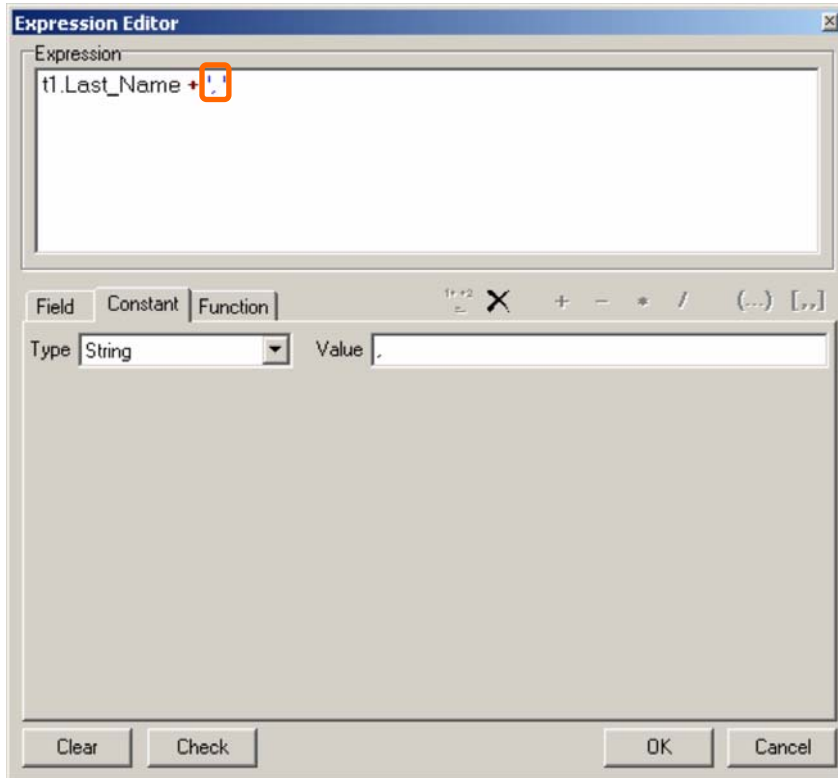 Expression Editor
Expression
t1.Last_Name + ','
Field Constant Function + - * / (...) [,,]
Type String Value ,
Clear Check OK Cancel